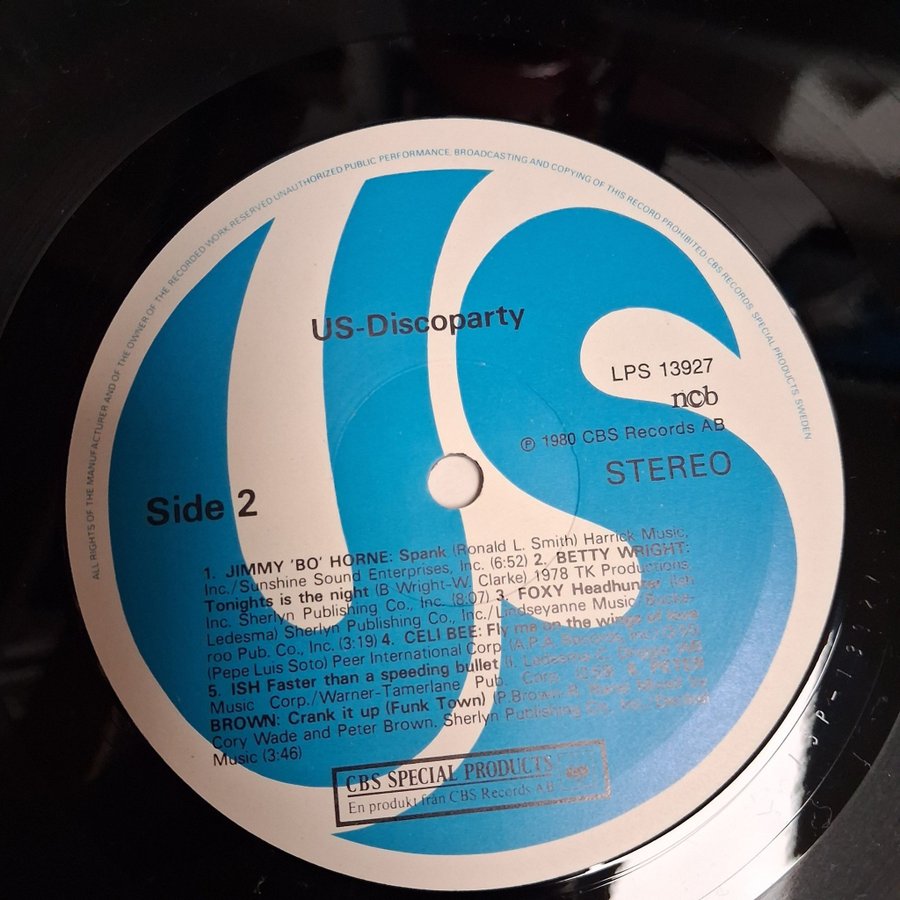 ALL RIGHTS OF THE MANUFACTURER AND OF THE OWNER OF THE RECORDED WORK RESERVED UNAUTHORIZED PUBLIC PERFORMANCE. BROADCASTING AND COPYING OF THIS RECORD PROHIBITED. CBS RECORDS. SPECIAL PRODUCTS. SWEDEN.
US
US-Discoparty
LPS 13927
ncb
℗ 1980 CBS Records AB
STEREO
Side 2
1. JIMMY 'BO' HORNE: Spank (Ronald L. Smith) Harrick Music,
Inc./Sunshine Sound Enterprises, Inc. (6:52) 2. BETTY WRIGHT:
Tonights is the night (B Wright-W. Clarke) 1978 TK Productions,
Inc. Sherlyn Publishing Co., Inc. (8:07) 3. FOXY Headhunter (Ish
Ledesma) Sherlyn Publishing Co., Inc./Lindseyanne Music
roo Pub. Co., Inc. (3:19) 4. CELI BEE: Fly me on the wings of love
(Pepe Luis Soto) Peer International Corp. (A.P.A. Records, Inc.
5. ISH Faster than a speeding bullet (I. Ledesma-
Music Corp./Warner-Tamerlane Pub. Corp. PETER
BROWN: Crank it up (Funk Town) (P.Brown-
Cory Wade and Peter Brown. Sherlyn Publishing Co., Inc.
Music (3:46)
CBS SPECIAL PRODUCTS
En produkt från CBS Records AB